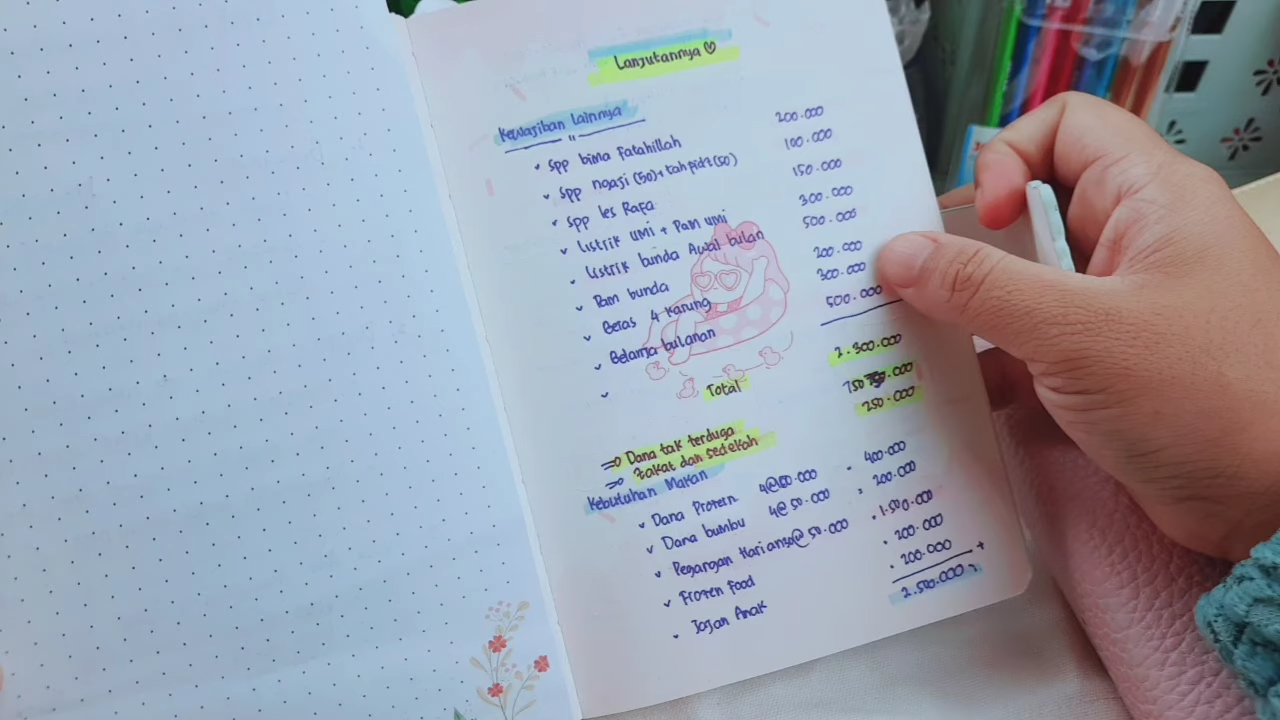 Lanjutannya ♡
Kewajiban Lainnya
✓ Spp bima Fatahillah 200.000
✓ Spp ngaji (50) + tahpidz (50) 100.000
✓ Spp les Rafa 150.000
✓ Listrik umi + Pam umi 300.000
✓ Listrik bunda Awal bulan 500.000
✓ Pam bunda 200.000
✓ Beras 4 karung 300.000
✓ Belanja bulanan 500.000
✓
Total 2.300.000
=> Dana tak terduga 750.000
=> zakat dan sedekah 250.000
Kebutuhan Makan
✓ Dana Protein 4@ - 400.000
✓ Dana bumbu 4@ 50.000 : 200.000
✓ Pegangan Harian @ 50.000 . 1.500.000
✓ Frozen Food . 200.000
✓ Jajan Anak . 200.000 +
2.500.000